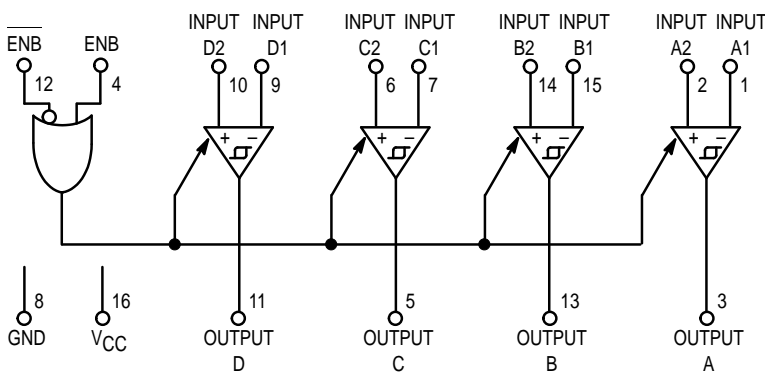 INPUT INPUT INPUT INPUT INPUT INPUT INPUT INPUT
ENB ENB D2 D1 C2 C1 B2 B1 A2 A1
12 4 10 9 6 7 14 15 2 1
+ − + − + − + −
8 16 11 5 13 3
GND VCC OUTPUT OUTPUT OUTPUT OUTPUT
D C B A